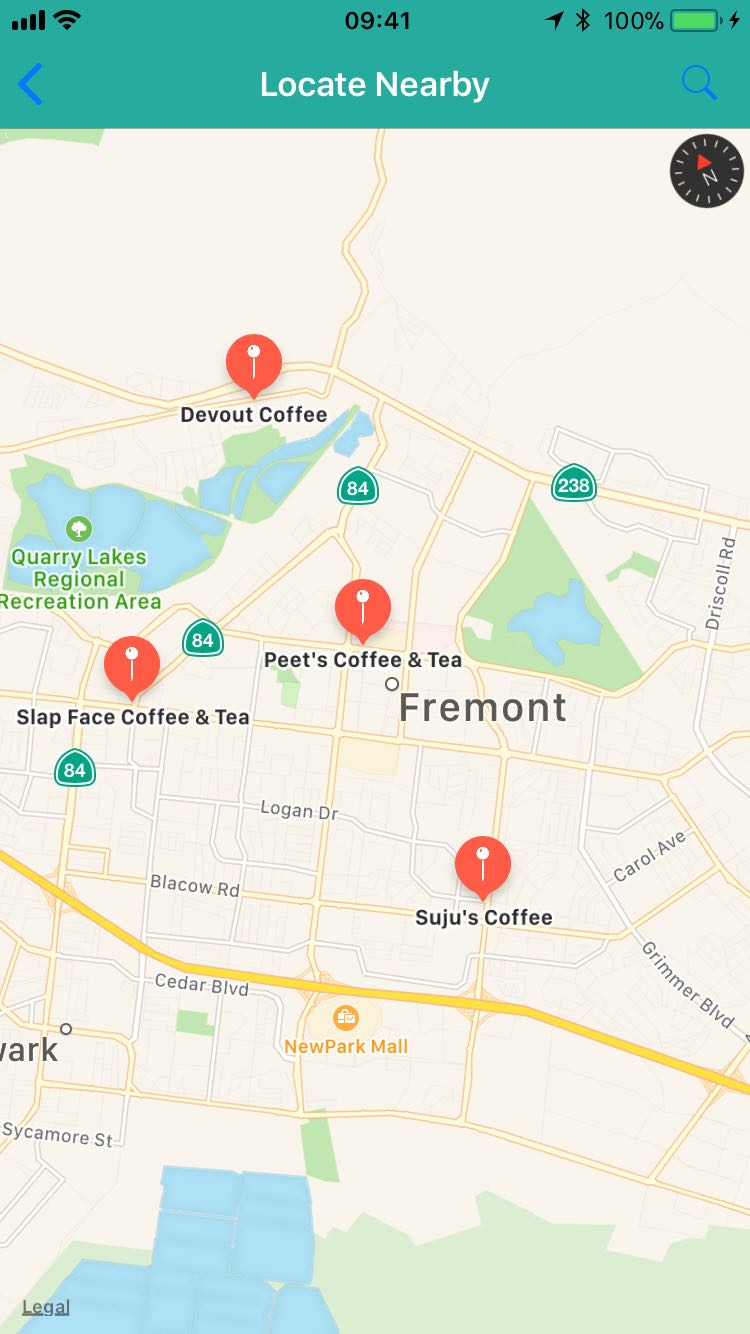 09:41
100%
Locate Nearby
N
Devout Coffee
84
238
Quarry Lakes
Regional
Recreation Area
Driscoll Rd
84
Peet's Coffee & Tea
Fremont
Slap Face Coffee & Tea
84
Logan Dr
Carol Ave
Blacow Rd
Suju's Coffee
Grimmer Blvd
Cedar Blvd
NewPark Mall
wark
Sycamore St
Legal